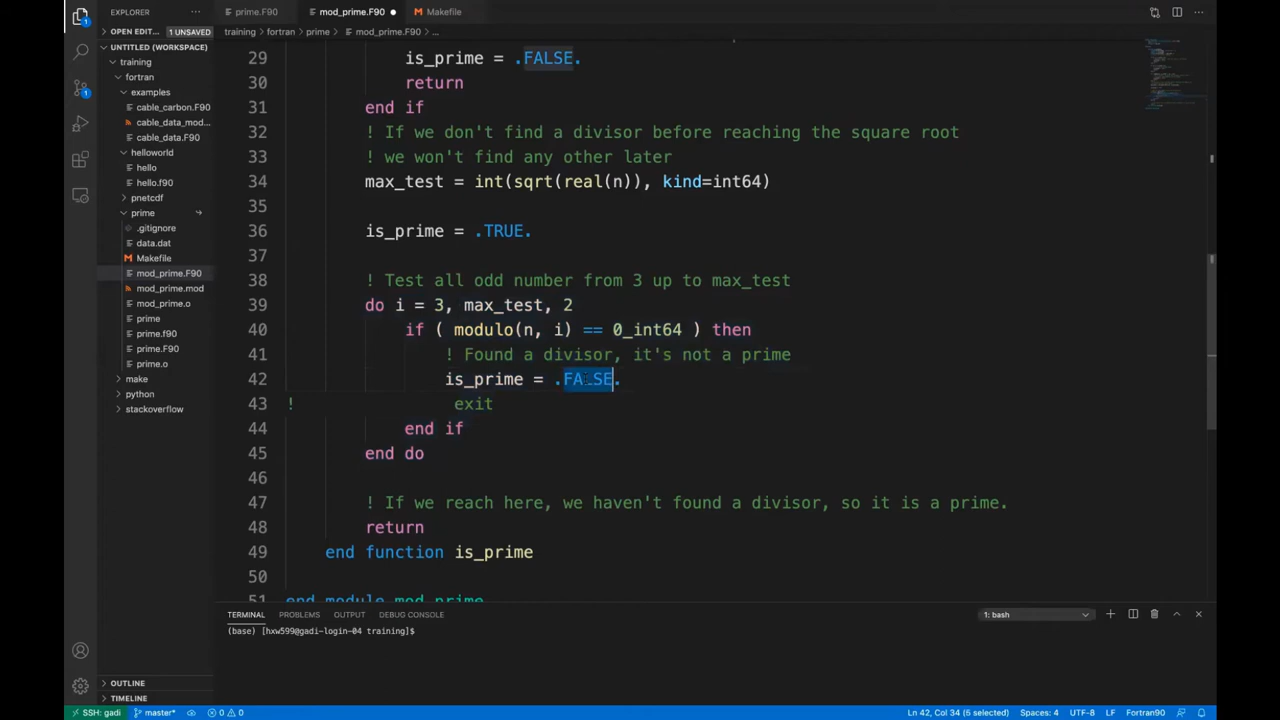 EXPLORER
···
prime.F90
mod_prime.F90 ●
Makefile
OPEN EDIT... 1 UNSAVED
training > fortran > prime > mod_prime.F90 > ...
UNTITLED (WORKSPACE)
training
fortran
examples
cable_carbon.F90
cable_data_mod...
cable_data.F90
helloworld
hello
hello.f90
pnetcdf
prime
.gitignore
data.dat
Makefile
mod_prime.F90
mod_prime.mod
mod_prime.o
prime
prime.f90
prime.F90
prime.o
make
python
stackoverflow
OUTLINE
TIMELINE
29 is_prime = .FALSE.
30 return
31 end if
32 ! If we don't find a divisor before reaching the square root
33 ! we won't find any other later
34 max_test = int(sqrt(real(n)), kind=int64)
35
36 is_prime = .TRUE.
37
38 ! Test all odd number from 3 up to max_test
39 do i = 3, max_test, 2
40 if ( modulo(n, i) == 0_int64 ) then
41 ! Found a divisor, it's not a prime
42 is_prime = .FALSE.
43 ! exit
44 end if
45 end do
46
47 ! If we reach here, we haven't found a divisor, so it is a prime.
48 return
49 end function is_prime
50
51 end module mod_prime
TERMINAL PROBLEMS OUTPUT DEBUG CONSOLE
1: bash
(base) [hxw599@gadi-login-04 training]$
SSH: gadi master* 0 0 Ln 42, Col 34 (5 selected) Spaces: 4 UTF-8 LF Fortran90